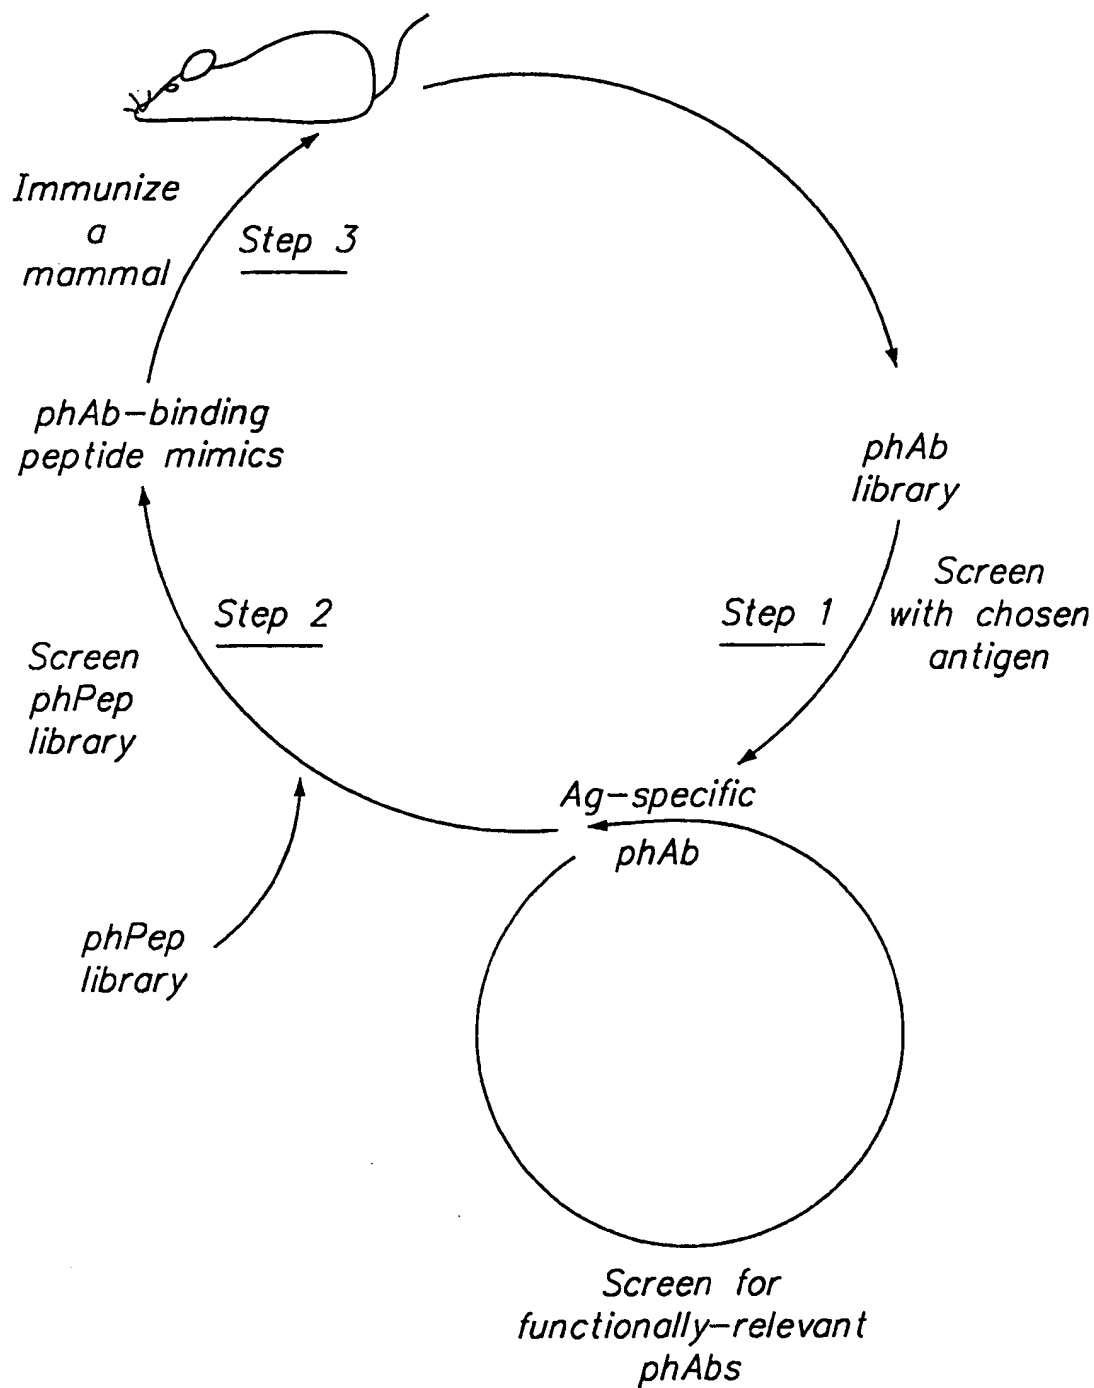 Immunize
a
mammal
Step 3
phAb-binding
peptide mimics
phAb
library
Screen
with chosen
antigen
Step 1
Step 2
Screen
phPep
library
Ag-specific
phAb
phPep
library
Screen for
functionally-relevant
phAbs